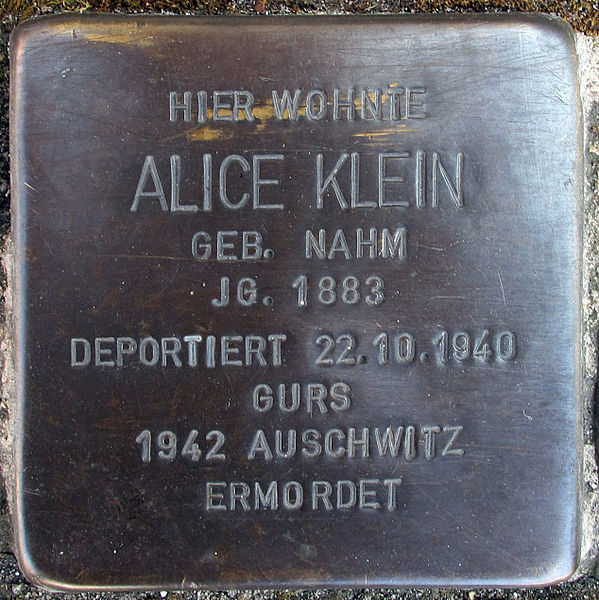 HIER WOHNTE
ALICE KLEIN
GEB. NAHM
JG. 1883
DEPORTIERT 22.10.1940
GURS
1942 AUSCHWITZ
ERMORDET